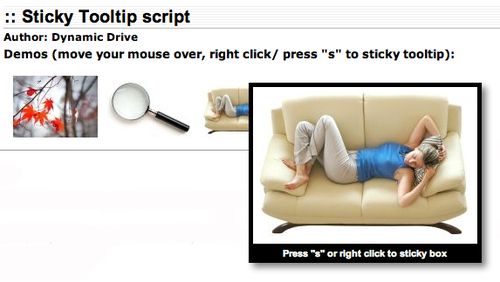 :: Sticky Tooltip script
Author: Dynamic Drive
Demos (move your mouse over, right click/ press "s" to sticky tooltip):
Press "s" or right click to sticky box